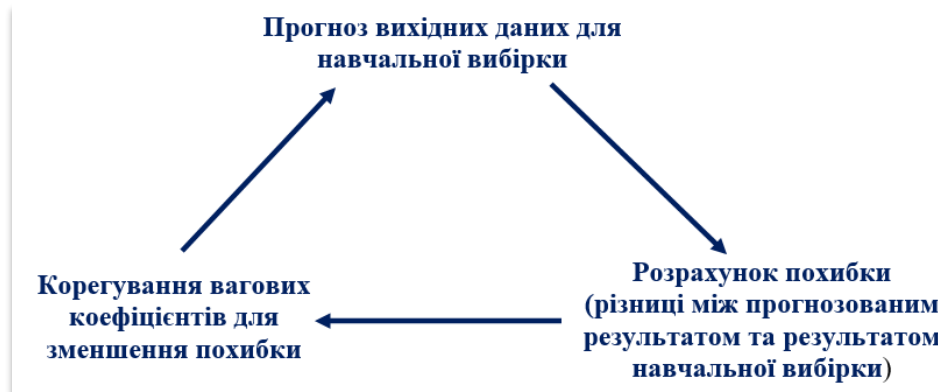 Прогноз вихідних даних для
навчальної вибірки
Розрахунок похибки
(різниці між прогнозованим
результатом та результатом
навчальної вибірки)
Корегування вагових
коефіцієнтів для
зменшення похибки